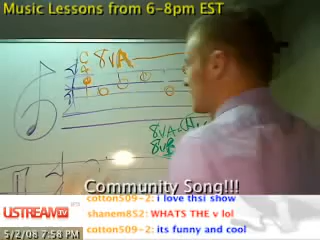 Music Lessons from 6-8pm EST
8va
8va
8vb
Community Song!!!
cotton509-2: i love thsi show
shanem852: WHATS THE v lol
cotton509-2: its funny and cool
USTREAM TV
5/2/08 7:58 PM